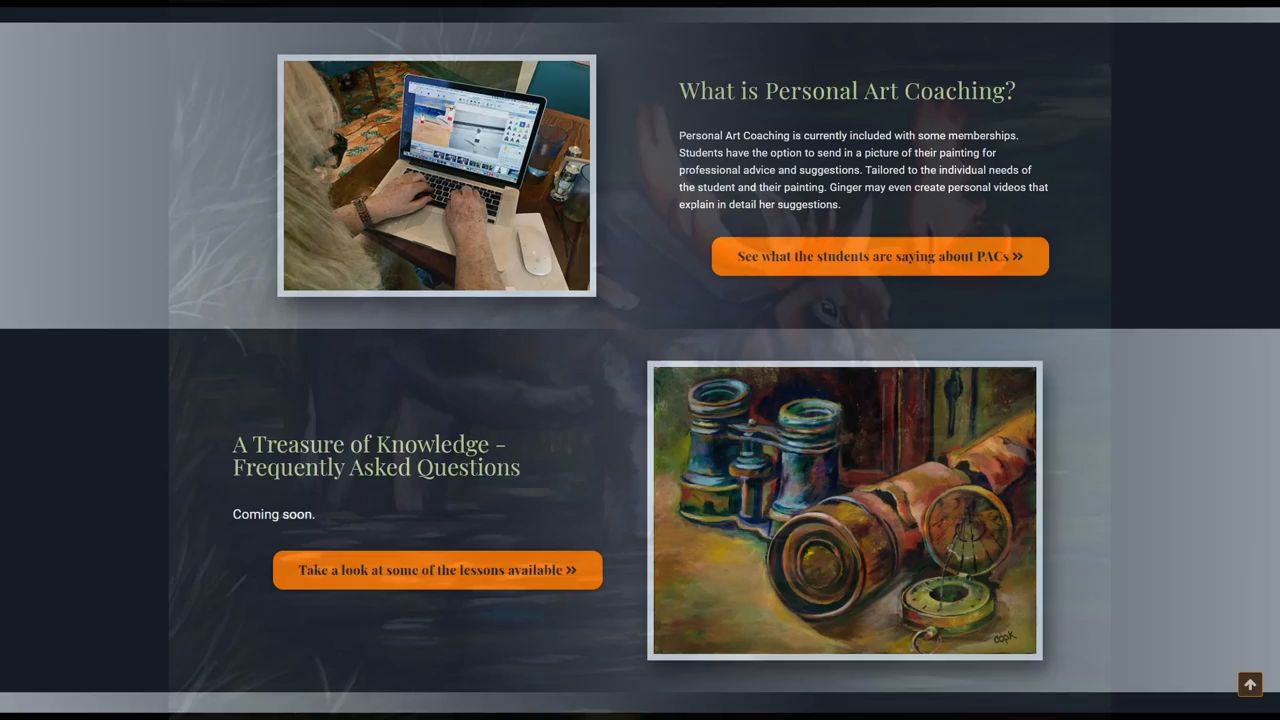 What is Personal Art Coaching?
Personal Art Coaching is currently included with some memberships.
Students have the option to send in a picture of their painting for
professional advice and suggestions. Tailored to the individual needs of
the student and their painting. Ginger may even create personal videos that
explain in detail her suggestions.
See what the students are saying about PACs »
A Treasure of Knowledge –
Frequently Asked Questions
Coming soon.
Take a look at some of the lessons available »